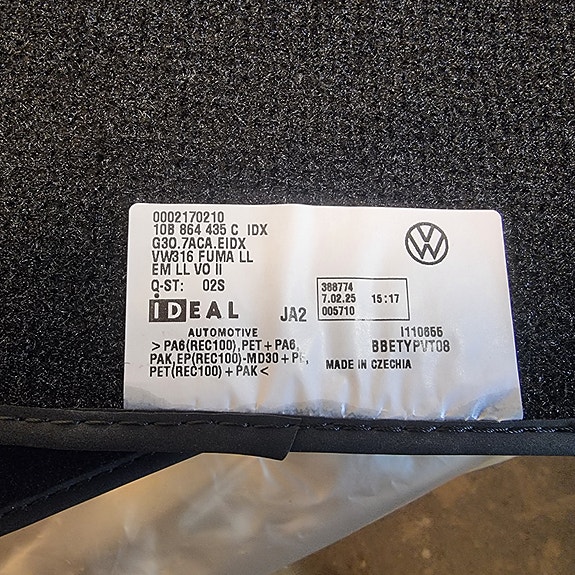 0002170210
10B 864 435 C IDX
G30.7ACA.EIDX
VW316 FUMA LL
EM LL VO II
Q-ST: 02S
VW
iDEAL
AUTOMOTIVE
JA2
388774
7.02.25 15:17
005710
I110655
BBETYPVT08
> PA6(REC100),PET + PA6,
PAK,EP(REC100)-MD30 + PE,
PET(REC100) + PAK <
MADE IN CZECHIA